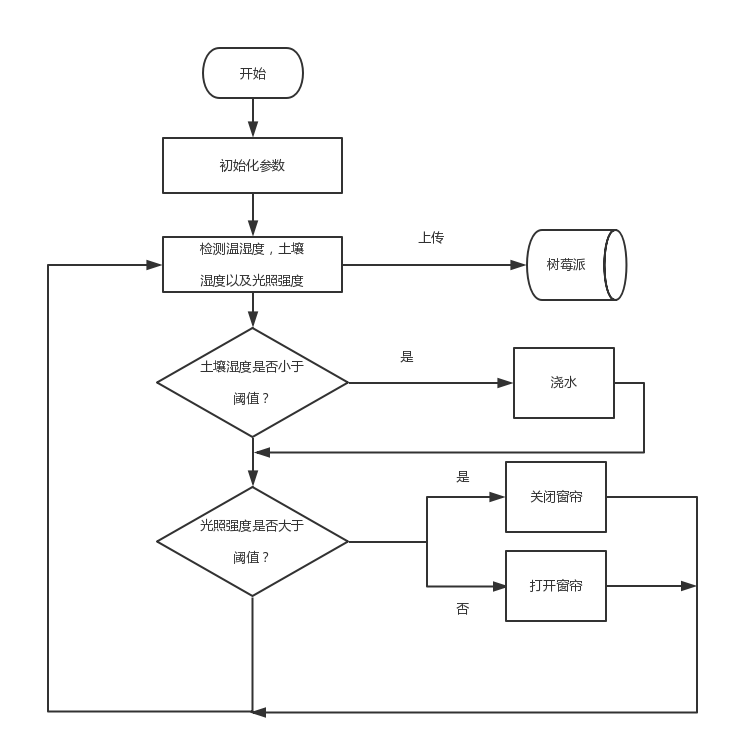 开始
初始化参数
检测温湿度，土壤
湿度以及光照强度
上传
树莓派
土壤湿度是否小于
阈值？
是
浇水
光照强度是否大于
阈值？
是
关闭窗帘
打开窗帘
否